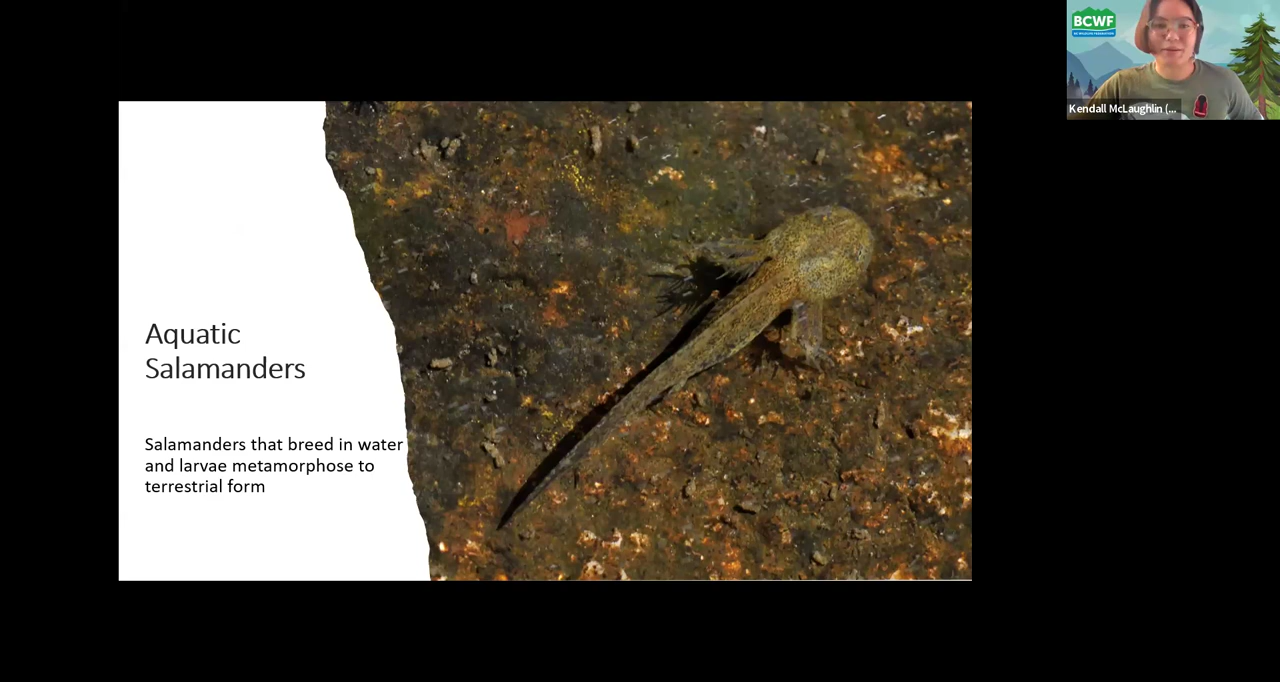 BCWF
Kendall McLaughlin (...
Aquatic
Salamanders
Salamanders that breed in water
and larvae metamorphose to
terrestrial form